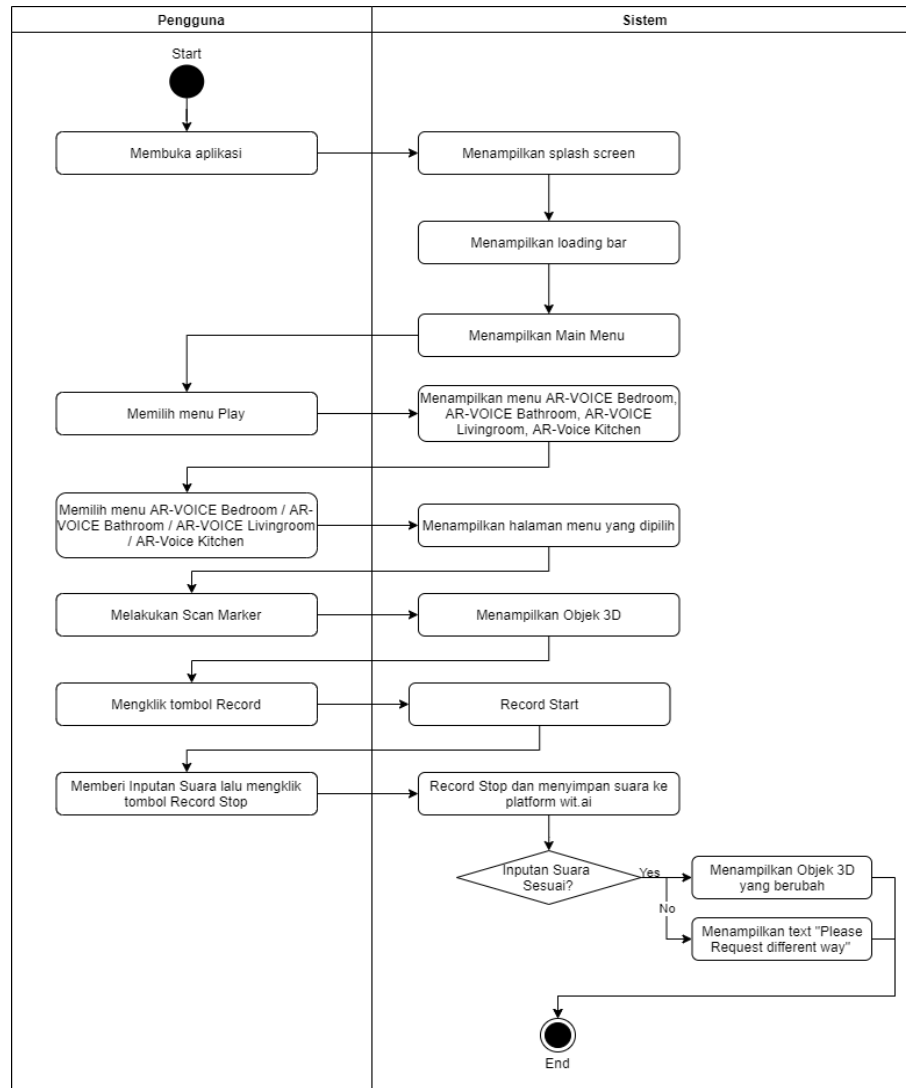 Pengguna
Sistem
Start
Membuka aplikasi
Menampilkan splash screen
Menampilkan loading bar
Menampilkan Main Menu
Memilih menu Play
Menampilkan menu AR-VOICE Bedroom,
AR-VOICE Bathroom, AR-VOICE
Livingroom, AR-Voice Kitchen
Memilih menu AR-VOICE Bedroom / AR-
VOICE Bathroom / AR-VOICE Livingroom
/ AR-Voice Kitchen
Menampilkan halaman menu yang dipilih
Melakukan Scan Marker
Menampilkan Objek 3D
Mengklik tombol Record
Record Start
Memberi Inputan Suara lalu mengklik
tombol Record Stop
Record Stop dan menyimpan suara ke
platform wit.ai
Inputan Suara
Sesuai?
Yes
Menampilkan Objek 3D
yang berubah
No
Menampilkan text "Please
Request different way"
End